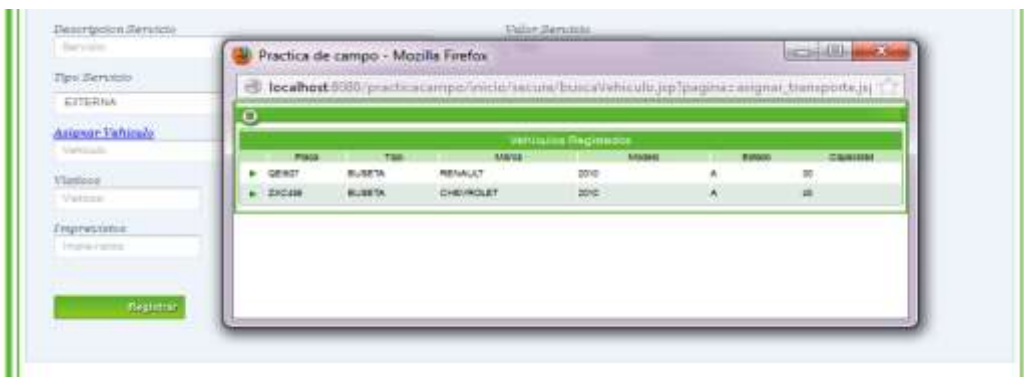 Descripcion Servicio
Valor Servicio
Servicio
Practica de campo - Mozilla Firefox
Tipo Servicio
localhost:8080/practicacampo/inicio/secure/buscaVehiculo.jsp?pagina=asignar_transporte.jsp
EXTERNA
Vehiculos Registrados
Asignar Vehiculo
Vehiculo
Placa Tipo Marca Modelo Estado Capacidad
BUSETA RENAULT 2010 A
BUSETA CHEVROLET 2010 A
Viaticos
Viaticos
Imprevistos
Imprevistos
Registrar